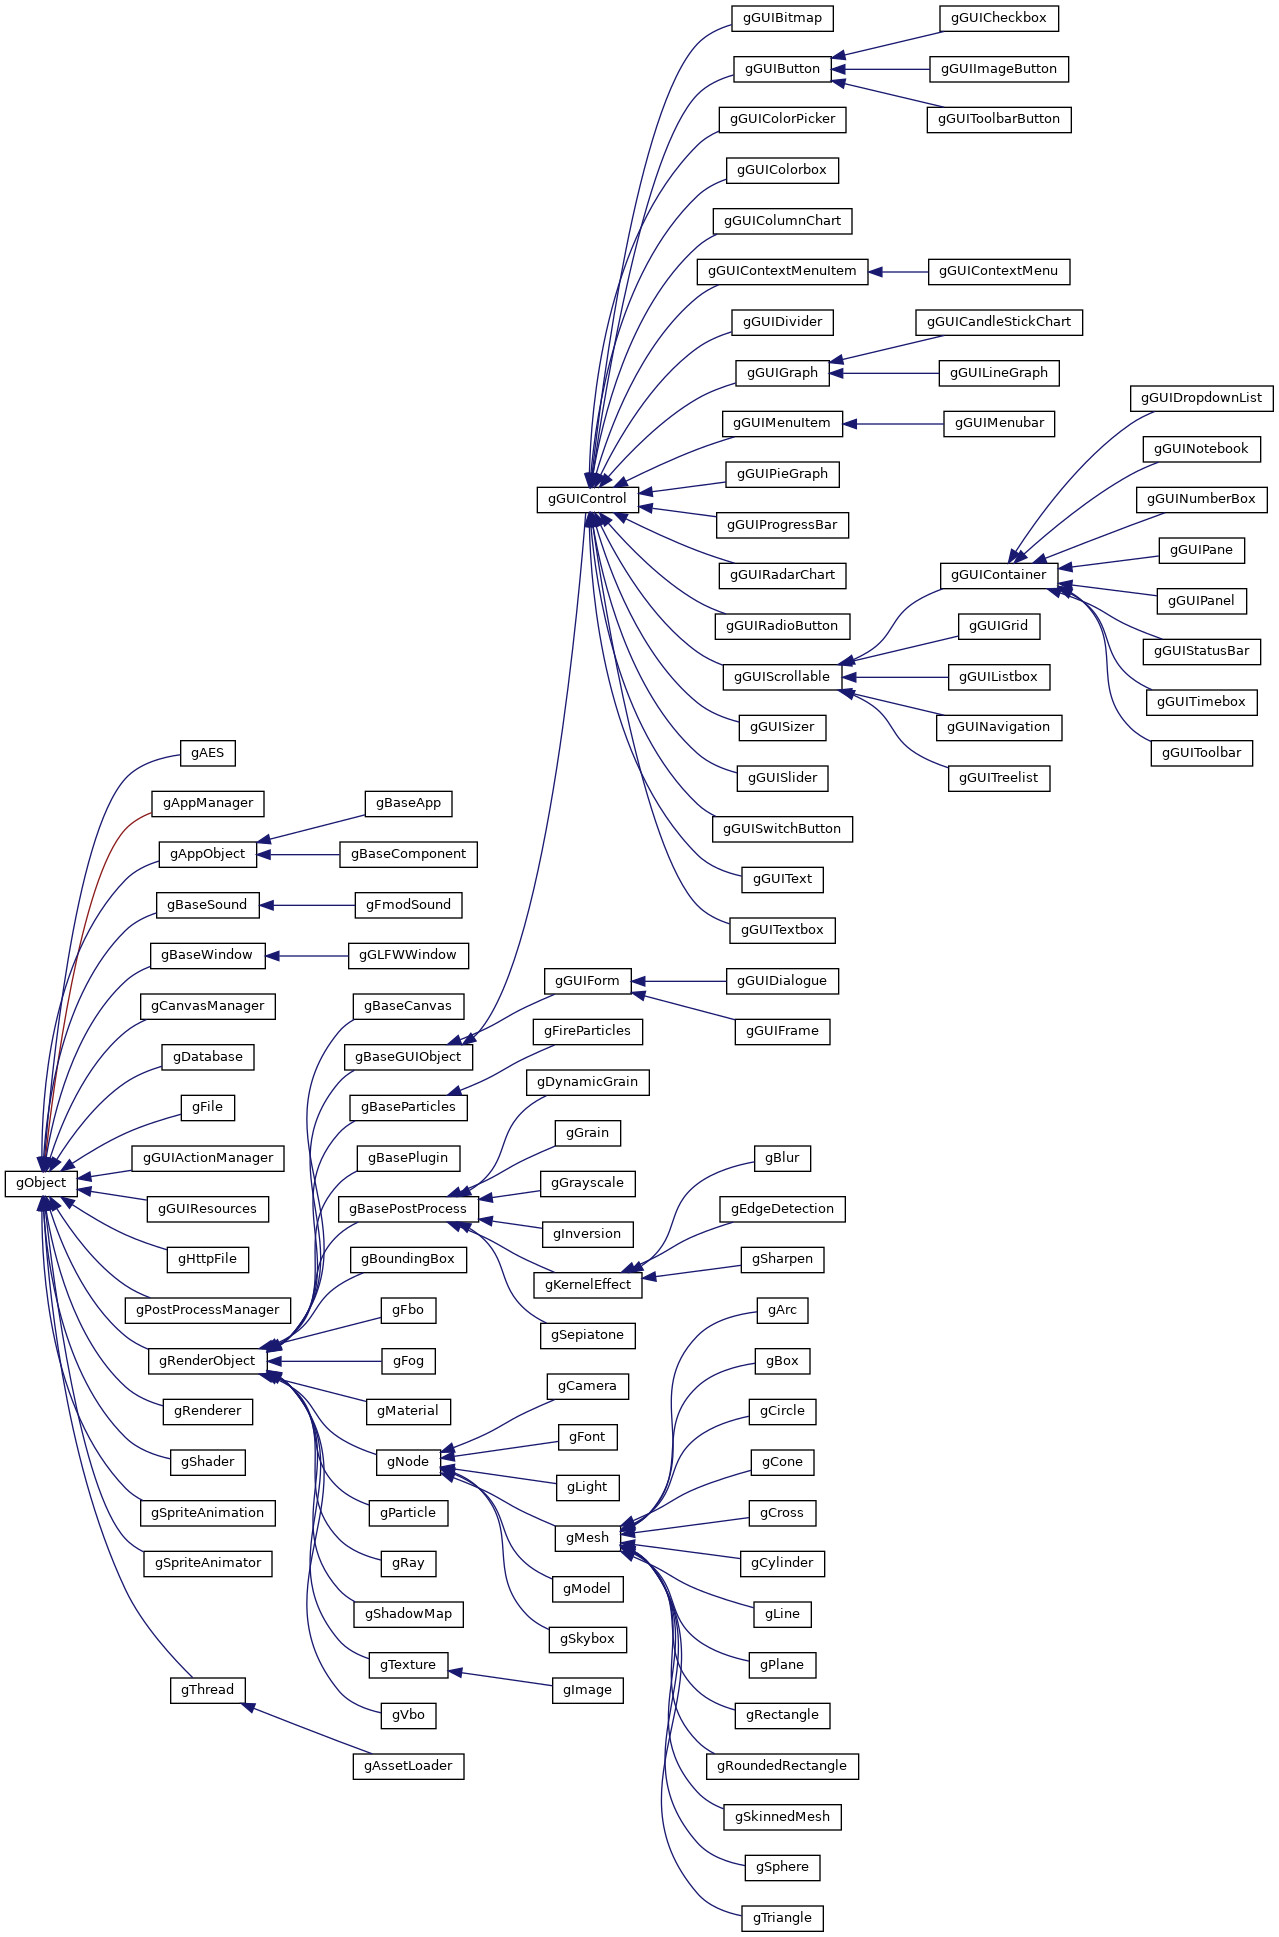 gGUIBitmap
gGUICheckbox
gGUIButton
gGUIImageButton
gGUIColorPicker
gGUIToolbarButton
gGUIColorbox
gGUIColumnChart
gGUIContextMenuItem
gGUIContextMenu
gGUIDivider
gGUICandleStickChart
gGUIGraph
gGUILineGraph
gGUIDropdownList
gGUIMenuItem
gGUIMenubar
gGUINotebook
gGUIPieGraph
gGUIControl
gGUINumberBox
gGUIProgressBar
gGUIPane
gGUIRadarChart
gGUIContainer
gGUIPanel
gGUIRadioButton
gGUIGrid
gGUIStatusBar
gGUIScrollable
gGUIListbox
gGUITimebox
gGUISizer
gGUINavigation
gGUIToolbar
gAES
gGUISlider
gGUITreelist
gAppManager
gBaseApp
gGUISwitchButton
gAppObject
gBaseComponent
gGUIText
gBaseSound
gFmodSound
gGUITextbox
gBaseWindow
gGLFWWindow
gGUIForm
gGUIDialogue
gCanvasManager
gBaseCanvas
gFireParticles
gGUIFrame
gDatabase
gBaseGUIObject
gDynamicGrain
gFile
gBaseParticles
gGrain
gGUIActionManager
gBasePlugin
gBlur
gObject
gGrayscale
gGUIResources
gBasePostProcess
gEdgeDetection
gInversion
gHttpFile
gBoundingBox
gSharpen
gKernelEffect
gPostProcessManager
gFbo
gArc
gSepiatone
gRenderObject
gFog
gBox
gCamera
gRenderer
gMaterial
gCircle
gFont
gShader
gNode
gCone
gLight
gSpriteAnimation
gParticle
gCross
gMesh
gSpriteAnimator
gRay
gCylinder
gModel
gShadowMap
gLine
gSkybox
gTexture
gPlane
gThread
gImage
gVbo
gRectangle
gAssetLoader
gRoundedRectangle
gSkinnedMesh
gSphere
gTriangle